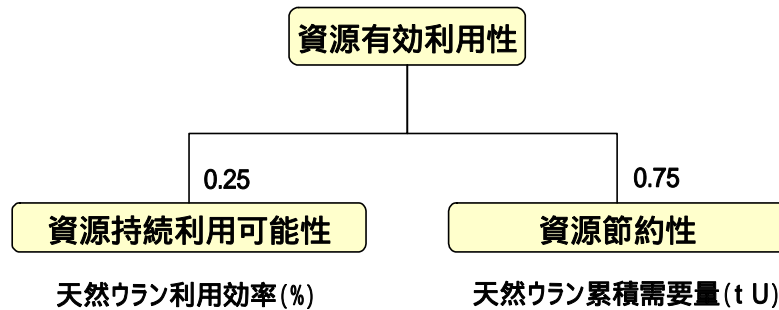 資源有効利用性
0.25
0.75
資源持続利用可能性
資源節約性
天然ウラン利用効率(%)
天然ウラン累積需要量(t U)